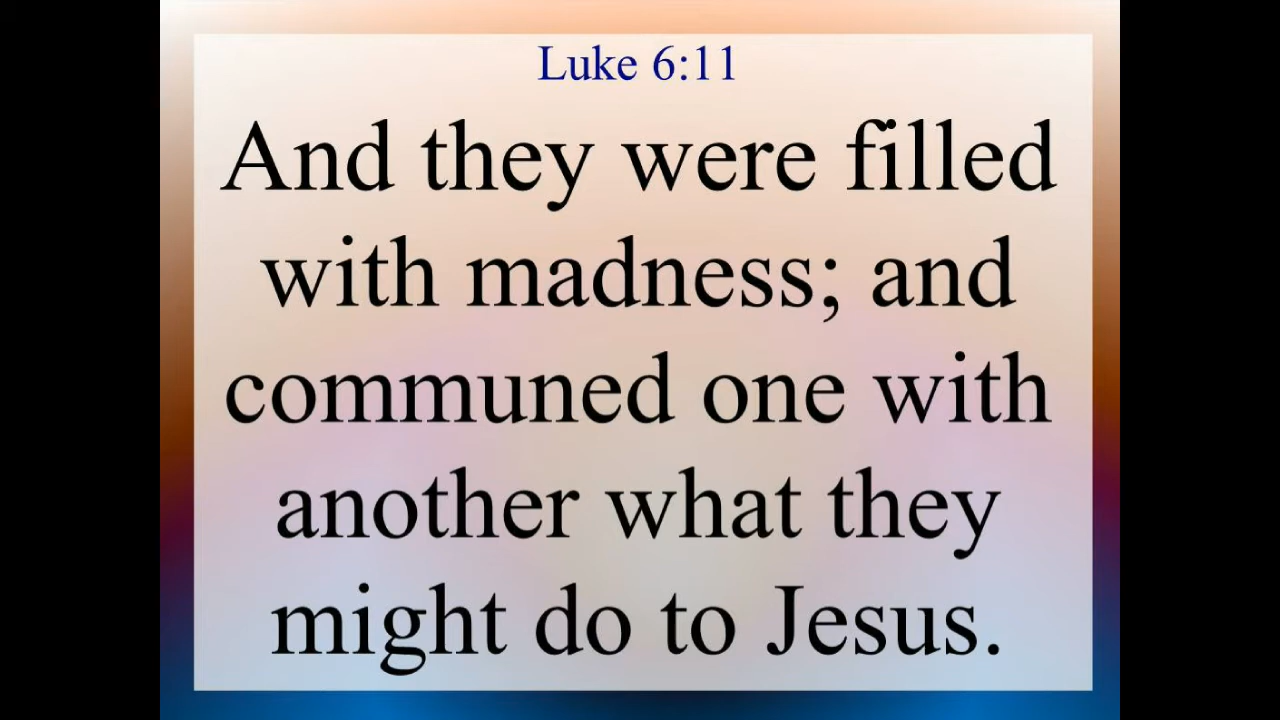 Luke 6:11
And they were filled
with madness; and
communed one with
another what they
might do to Jesus.